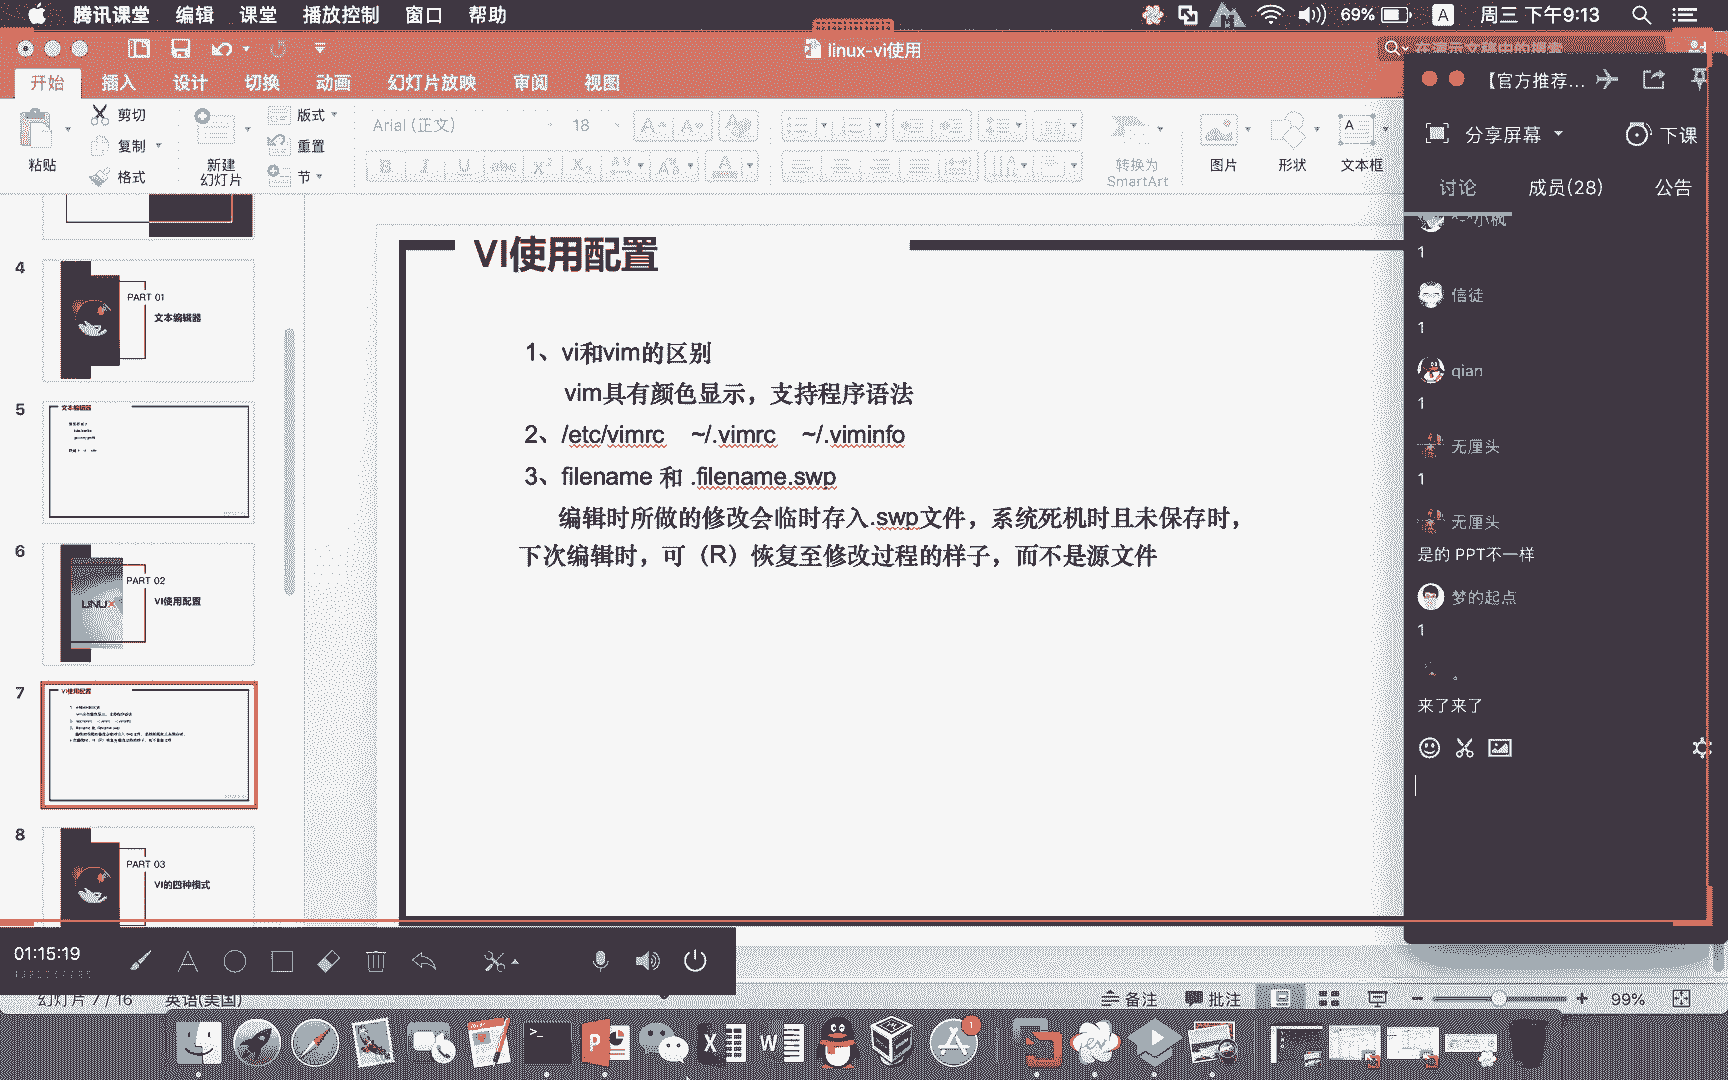 腾讯课堂 编辑 课堂 播放控制 窗口 帮助
69% A 周三 下午9:13
linux-vi使用
在演示文稿中的搜索
开始 插入 设计 切换 动画 幻灯片放映 审阅 视图
粘贴
剪切
复制
格式
新建
幻灯片
版式
重置
节
Arial (正文) 18
转换为
SmartArt
图片
形状
文本框
4
PART 01
文本编辑器
5
文本编辑器
6
PART 02
LINUX
VI使用配置
7
VI使用配置
8
PART 03
VI的四种模式
VI使用配置
1、vi和vim的区别
vim具有颜色显示，支持程序语法
2、/etc/vimrc ~/.vimrc ~/.viminfo
3、filename 和 .filename.swp
编辑时所做的修改会临时存入.swp文件，系统死机时且未保存时，
下次编辑时，可（R）恢复至修改过程的样子，而不是源文件
【官方推荐...
分享屏幕
下课
讨论 成员(28) 公告
1
信徒
1
qian
1
无厘头
1
无厘头
是的 PPT不一样
梦的起点
1
来了来了
01:15:19
幻灯片 7 / 16 英语(美国)
备注 批注 99%